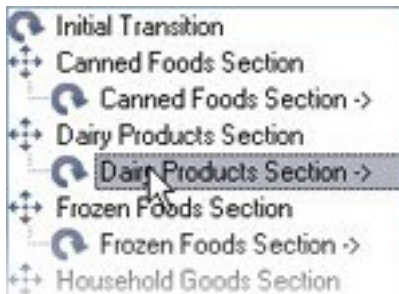 Initial Transition
Canned Foods Section
Canned Foods Section ->
Dairy Products Section
Dairy Products Section ->
Frozen Foods Section
Frozen Foods Section ->
Household Goods Section